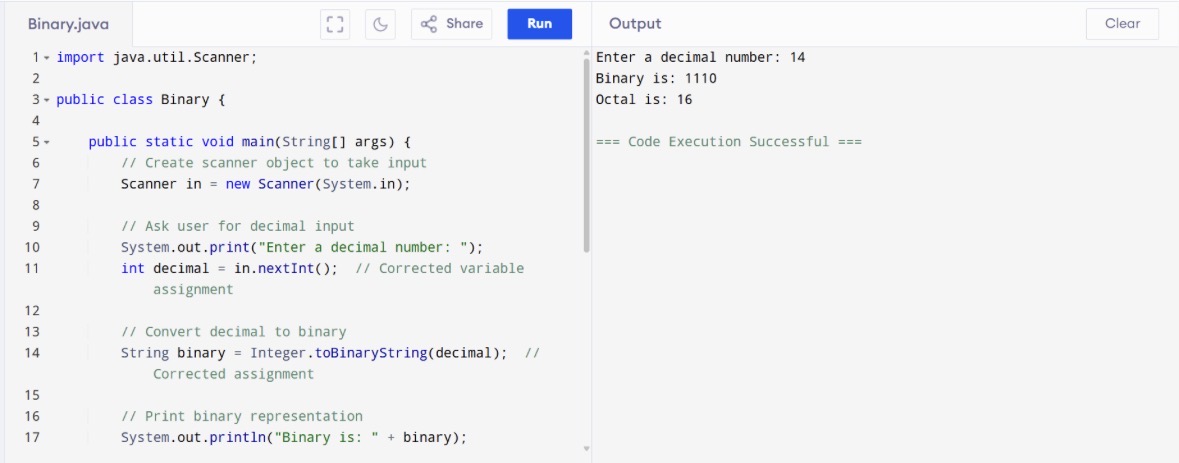 Binary.java
Share
Run
Output
Clear
1 import java.util.Scanner;
2
3 public class Binary {
4
5 public static void main(String[] args) {
6 // Create scanner object to take input
7 Scanner in = new Scanner(System.in);
8
9 // Ask user for decimal input
10 System.out.print("Enter a decimal number: ");
11 int decimal = in.nextInt();  // Corrected variable
assignment
12
13 // Convert decimal to binary
14 String binary = Integer.toBinaryString(decimal);  //
Corrected assignment
15
16 // Print binary representation
17 System.out.println("Binary is: " + binary);
Enter a decimal number: 14
Binary is: 1110
Octal is: 16
=== Code Execution Successful ===